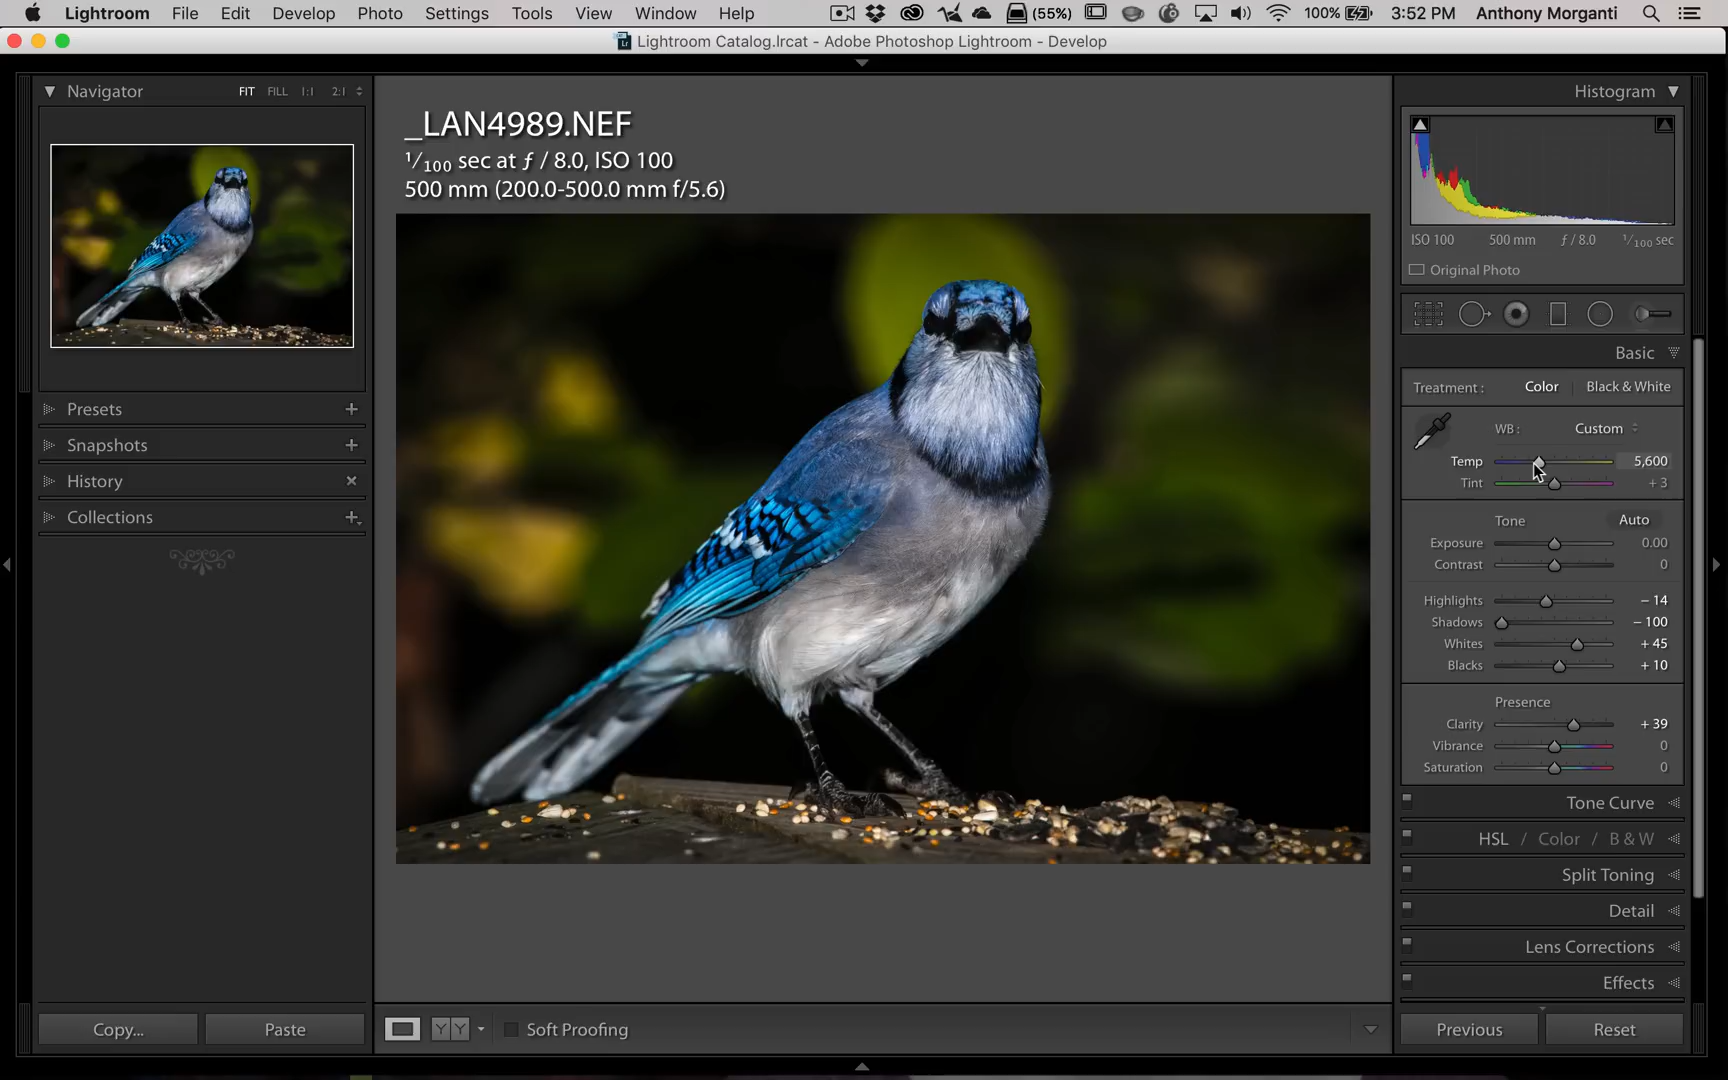 Lightroom File Edit Develop Photo Settings Tools View Window Help (55%) 100% 3:52 PM Anthony Morganti
Lightroom Catalog.lrcat - Adobe Photoshop Lightroom - Develop
Navigator FIT FILL 1:1 2:1
Presets
Snapshots
History
Collections
Copy... Paste
_LAN4989.NEF
1/100 sec at ƒ / 8.0, ISO 100
500 mm (200.0-500.0 mm f/5.6)
Y Y Soft Proofing
Histogram
ISO 100 500 mm ƒ / 8.0 1/100 sec
Original Photo
Basic
Treatment : Color Black & White
WB : Custom
Temp 5,600
Tint + 3
Tone Auto
Exposure 0.00
Contrast 0
Highlights − 14
Shadows − 100
Whites + 45
Blacks + 10
Presence
Clarity + 39
Vibrance 0
Saturation 0
Tone Curve
HSL / Color / B & W
Split Toning
Detail
Lens Corrections
Effects
Previous Reset